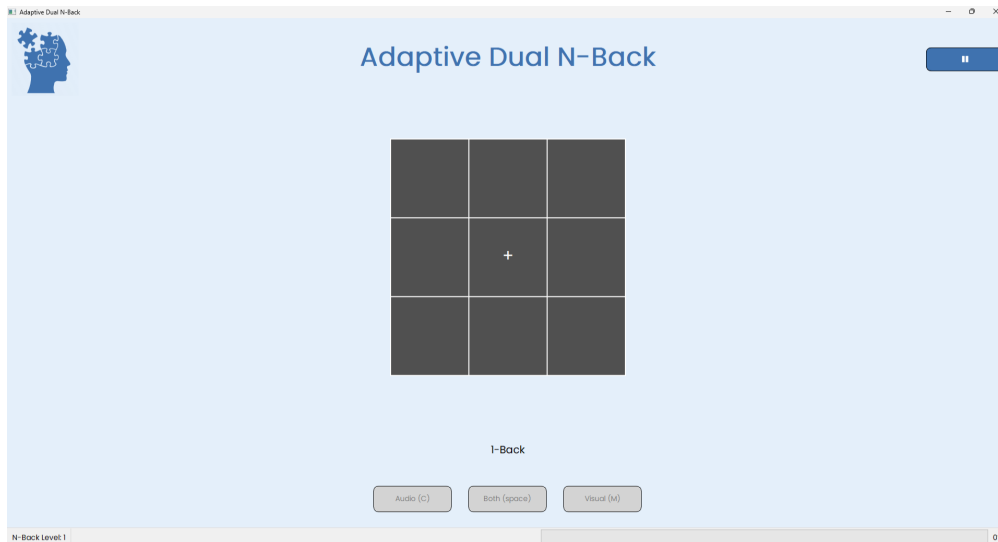 Adaptive Dual N-Back
Adaptive Dual N-Back
1-Back
Audio (C)
Both (space)
Visual (M)
N-Back Level: 1
0